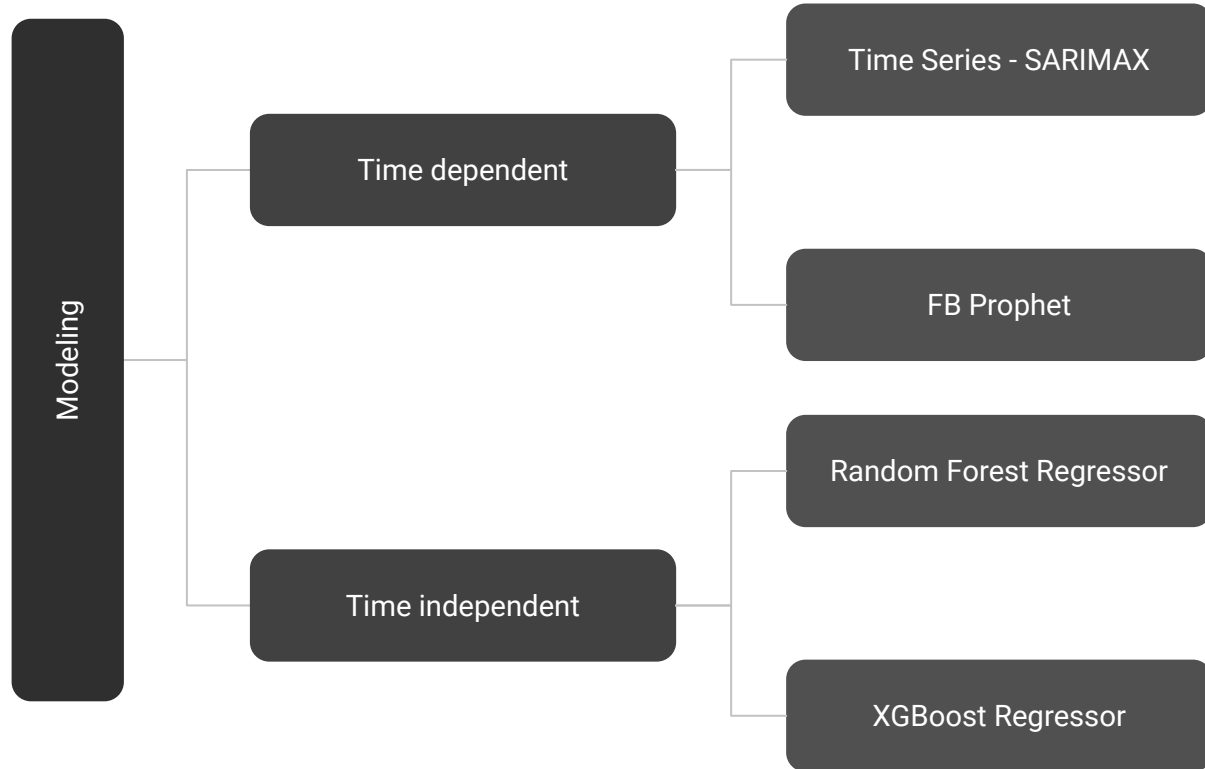 Modeling
Time dependent
Time Series - SARIMAX
FB Prophet
Time independent
Random Forest Regressor
XGBoost Regressor